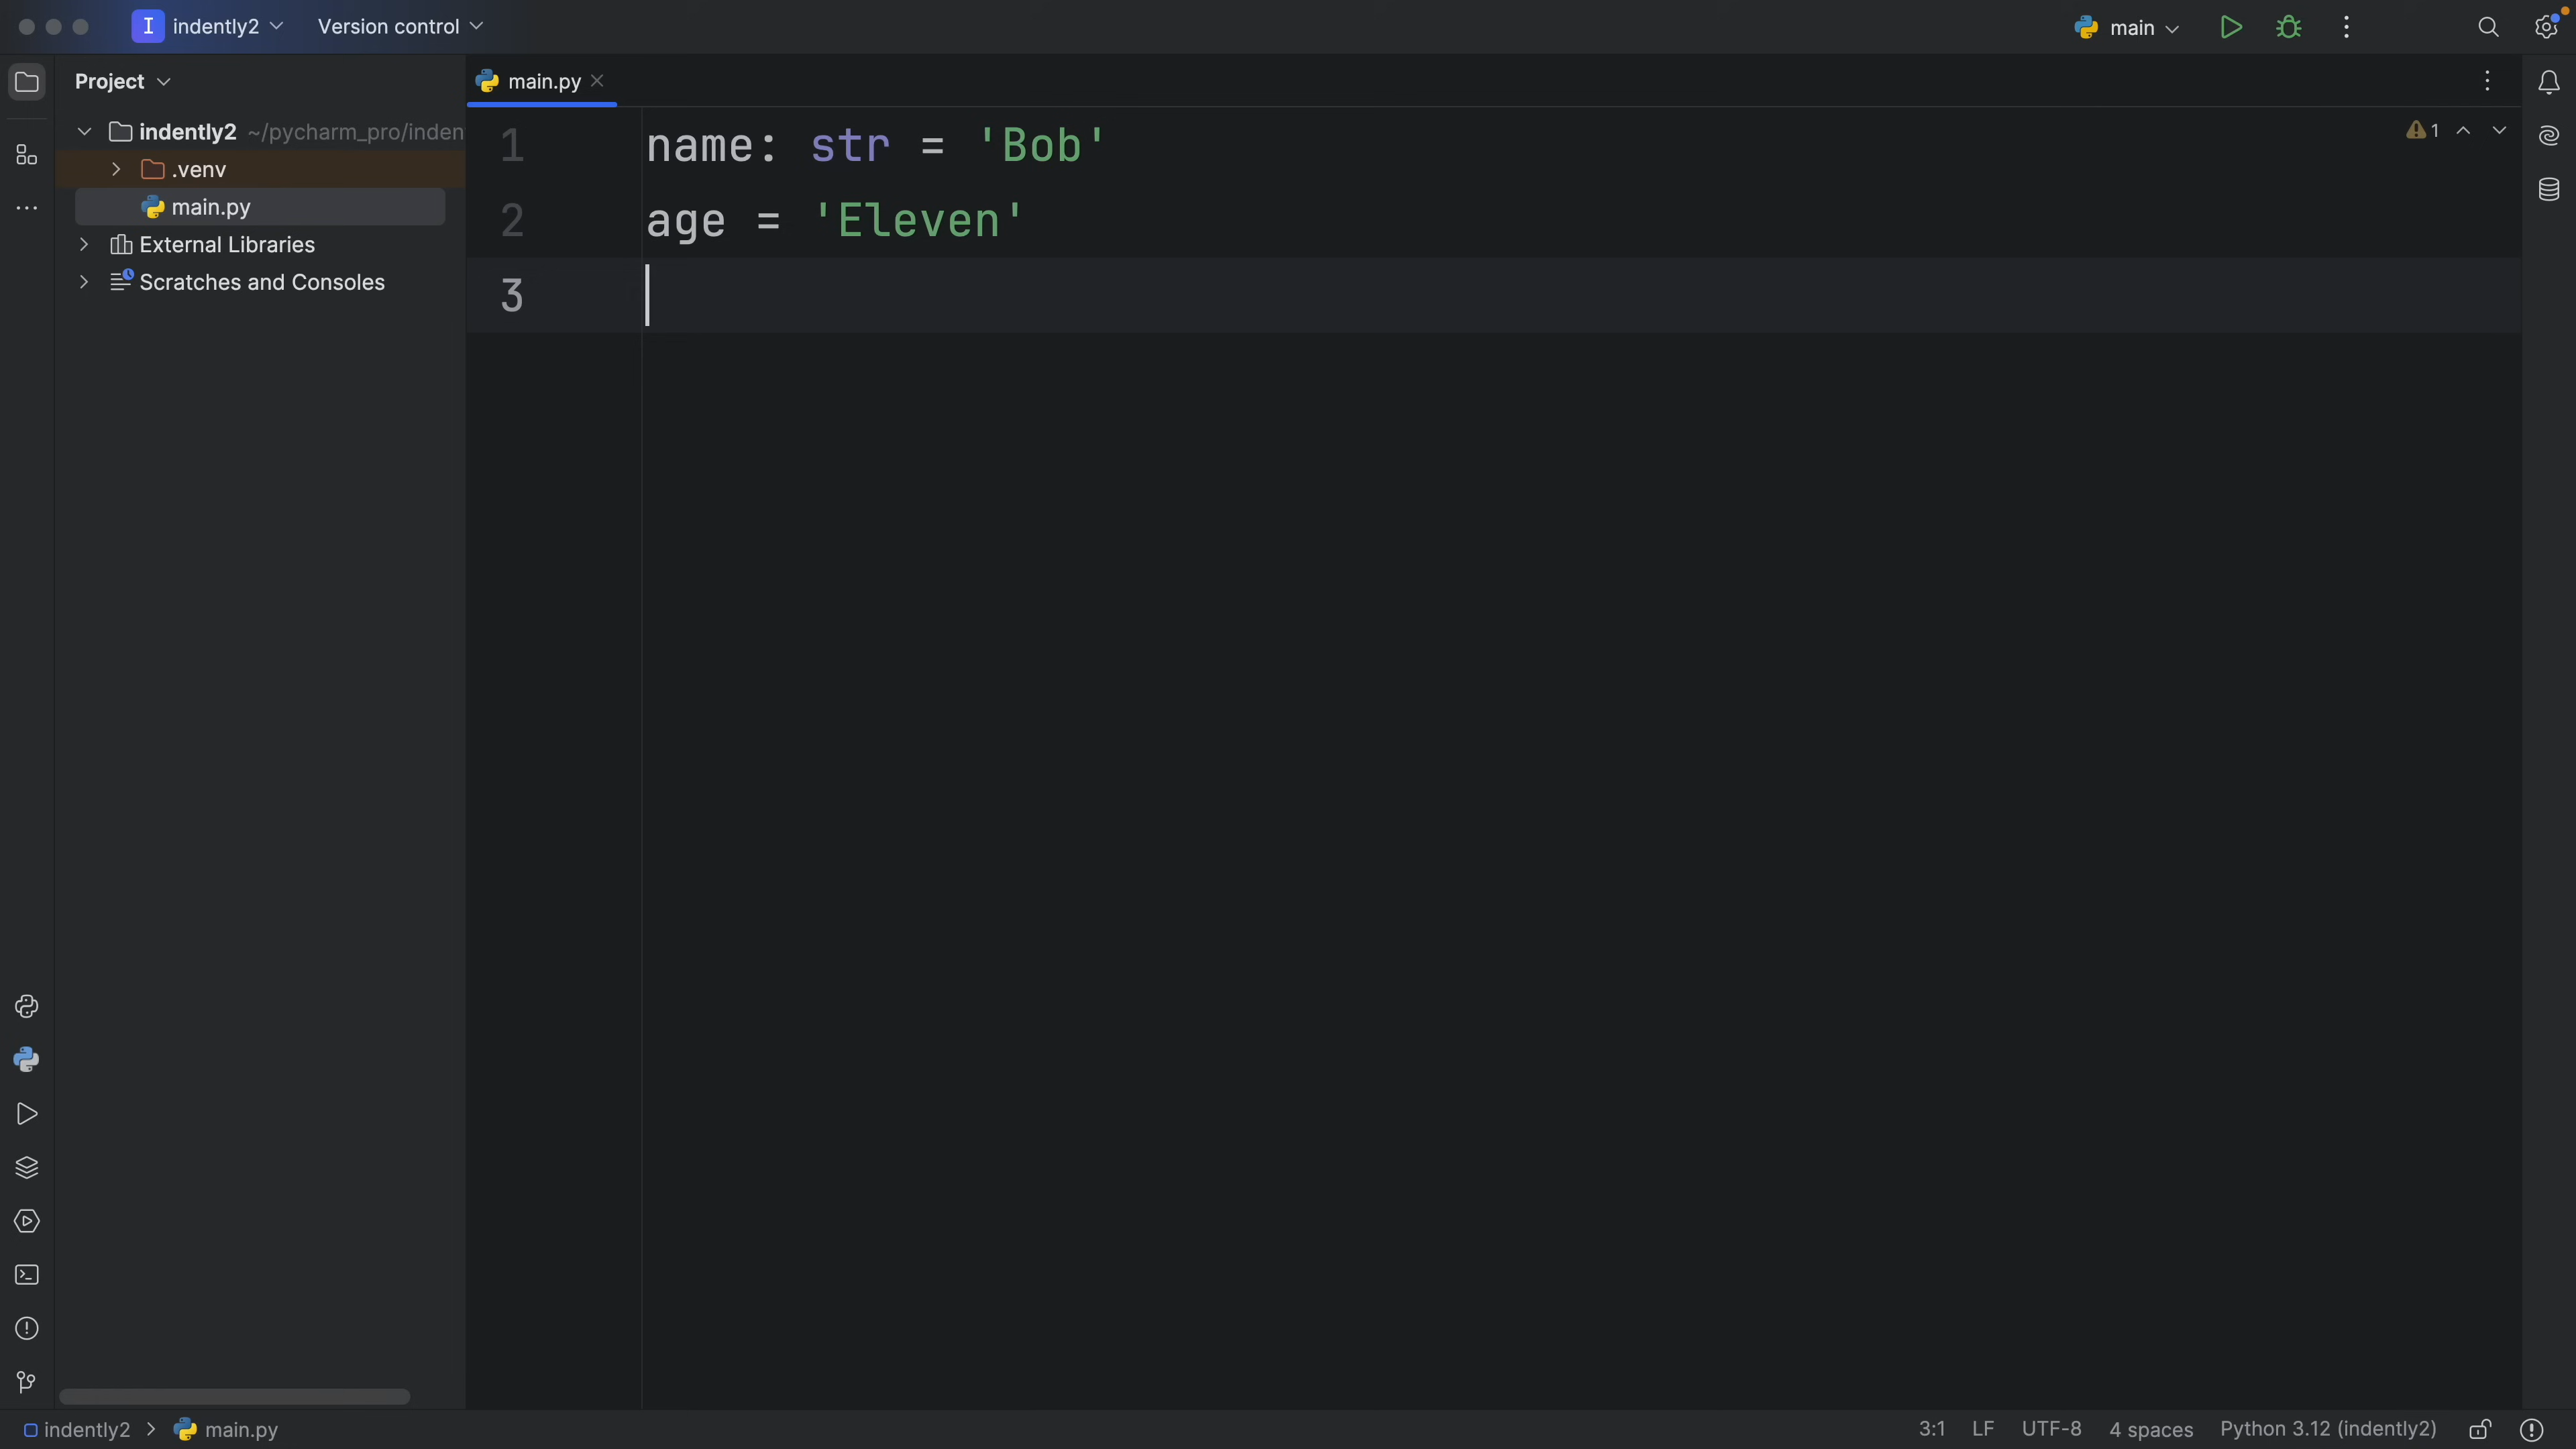 I indently2 Version control main
Project
main.py
indently2 ~/pycharm_pro/inden
.venv
main.py
External Libraries
Scratches and Consoles
1 name: str = 'Bob'
2 age = 'Eleven'
3
1
indently2 main.py 3:1 LF UTF-8 4 spaces Python 3.12 (indently2)